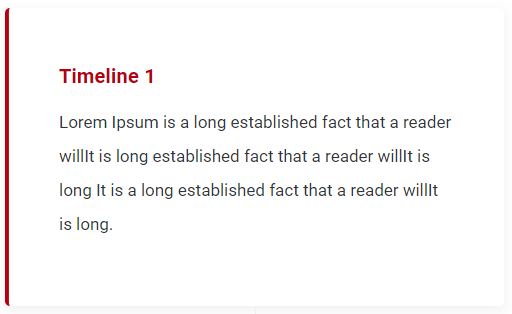 Timeline 1
Lorem Ipsum is a long established fact that a reader
willIt is long established fact that a reader willIt is
long It is a long established fact that a reader willIt
is long.